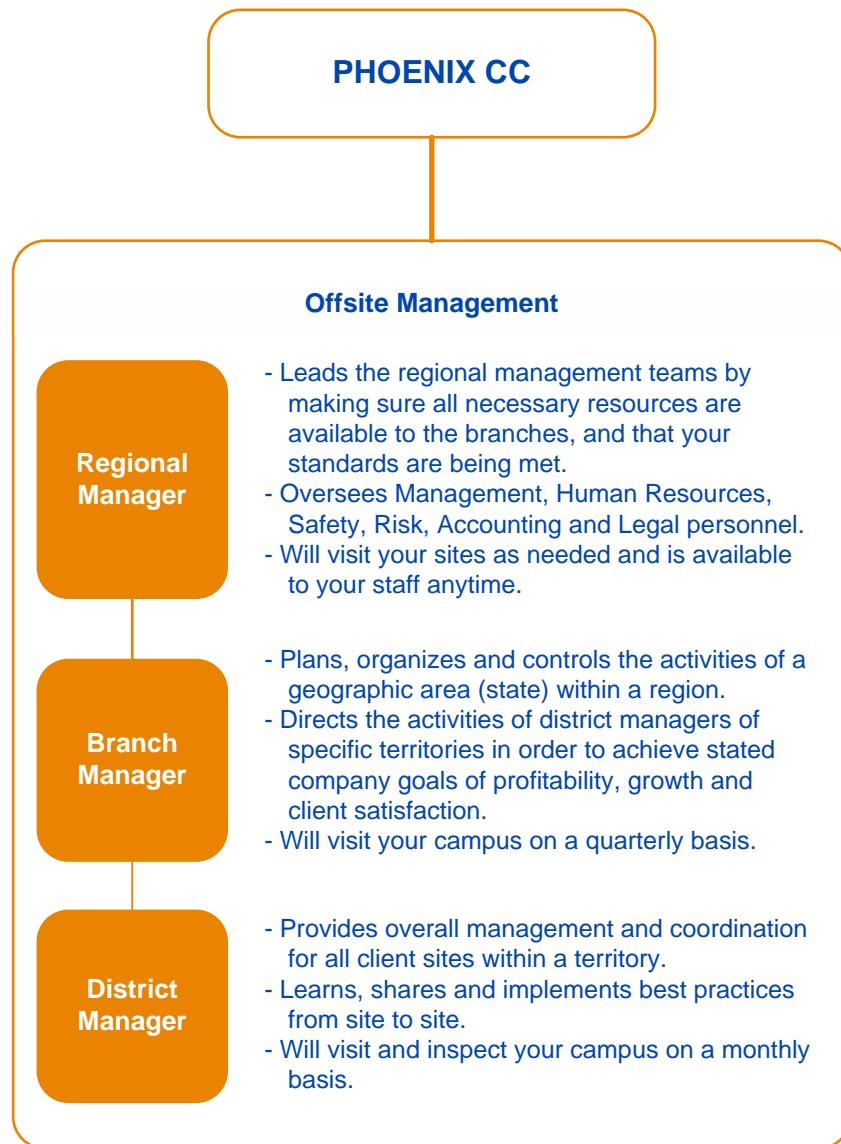 PHOENIX CC
Offsite Management
Regional
Manager
- Leads the regional management teams by
making sure all necessary resources are
available to the branches, and that your
standards are being met.
- Oversees Management, Human Resources,
Safety, Risk, Accounting and Legal personnel.
- Will visit your sites as needed and is available
to your staff anytime.
Branch
Manager
- Plans, organizes and controls the activities of a
geographic area (state) within a region.
- Directs the activities of district managers of
specific territories in order to achieve stated
company goals of profitability, growth and
client satisfaction.
- Will visit your campus on a quarterly basis.
District
Manager
- Provides overall management and coordination
for all client sites within a territory.
- Learns, shares and implements best practices
from site to site.
- Will visit and inspect your campus on a monthly
basis.